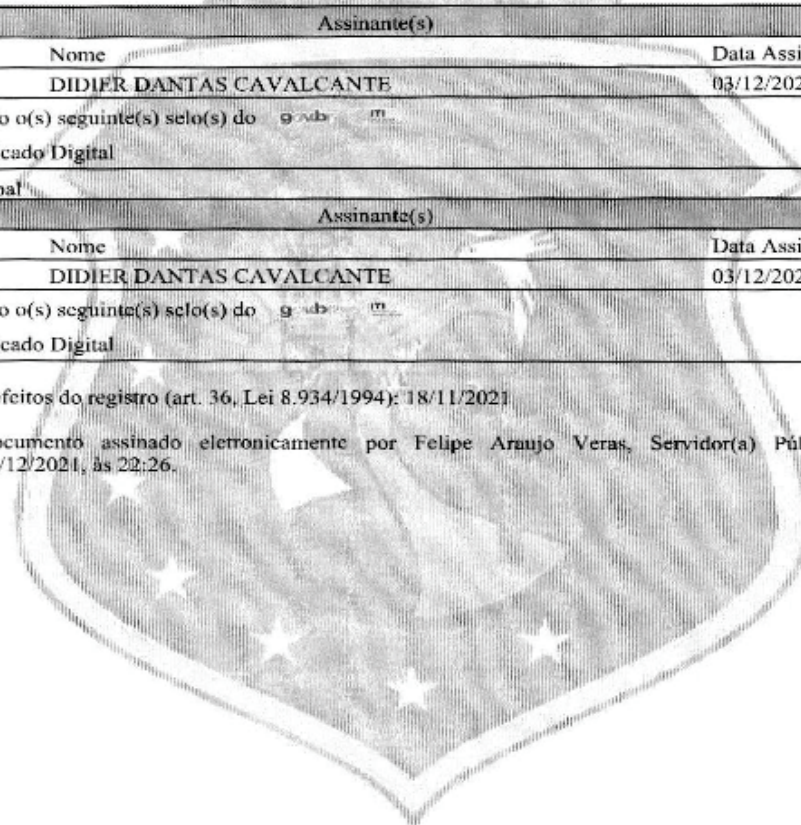 Assinante(s)
Nome Data Assi
DIDIER DANTAS CAVALCANTE 03/12/202
o o(s) seguinte(s) selo(s) do
cado Digital
pal
Assinante(s)
Nome Data Assi
DIDIER DANTAS CAVALCANTE 03/12/202
o o(s) seguinte(s) selo(s) do
cado Digital
feitos do registro (art. 36, Lei 8.934/1994): 18/11/2021
ocumento assinado eletronicamente por Felipe Araujo Veras, Servidor(a) Púb
/12/2021, às 22:26.